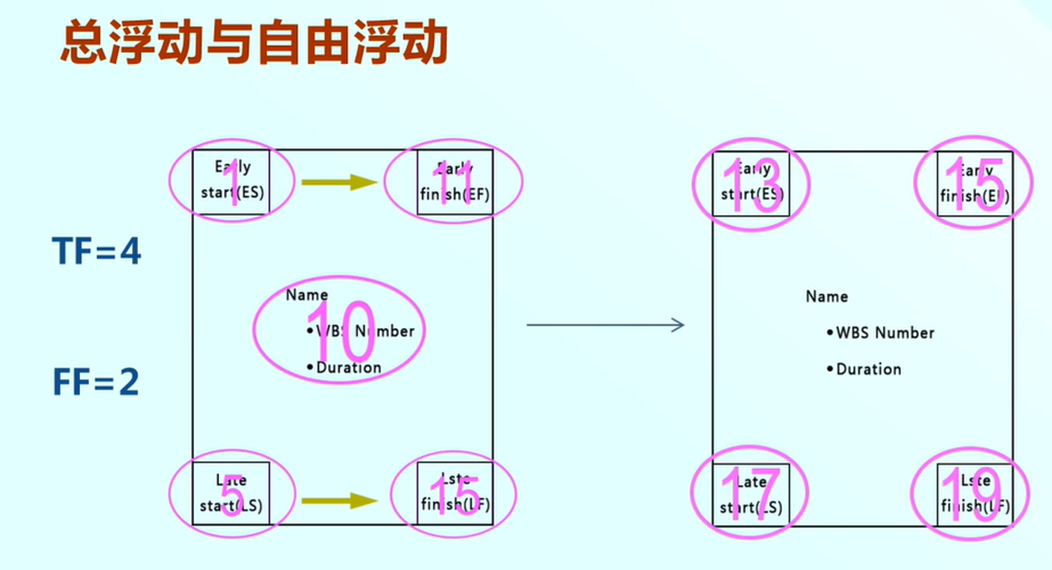 总浮动与自由浮动
Early
start(ES)
1
Early
finish(EF)
11
Early
start(ES)
13
Early
finish(EF)
15
TF=4
Name
•WBS Number
•Duration
10
Name
•WBS Number
•Duration
FF=2
Late
start(LS)
5
Lste
finish(LF)
15
Late
start(LS)
17
Lste
finish(LF)
19